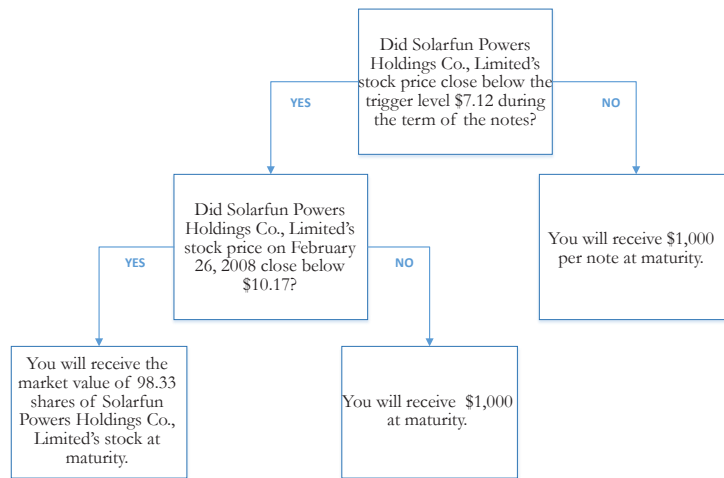 Did Solarfun Powers
Holdings Co., Limited's
stock price close below the
trigger level $7.12 during
the term of the notes?
YES
NO
Did Solarfun Powers
Holdings Co., Limited's
stock price on February
26, 2008 close below
$10.17?
You will receive $1,000
per note at maturity.
YES
NO
You will receive the
market value of 98.33
shares of Solarfun
Powers Holdings Co.,
Limited's stock at
maturity.
You will receive $1,000
at maturity.